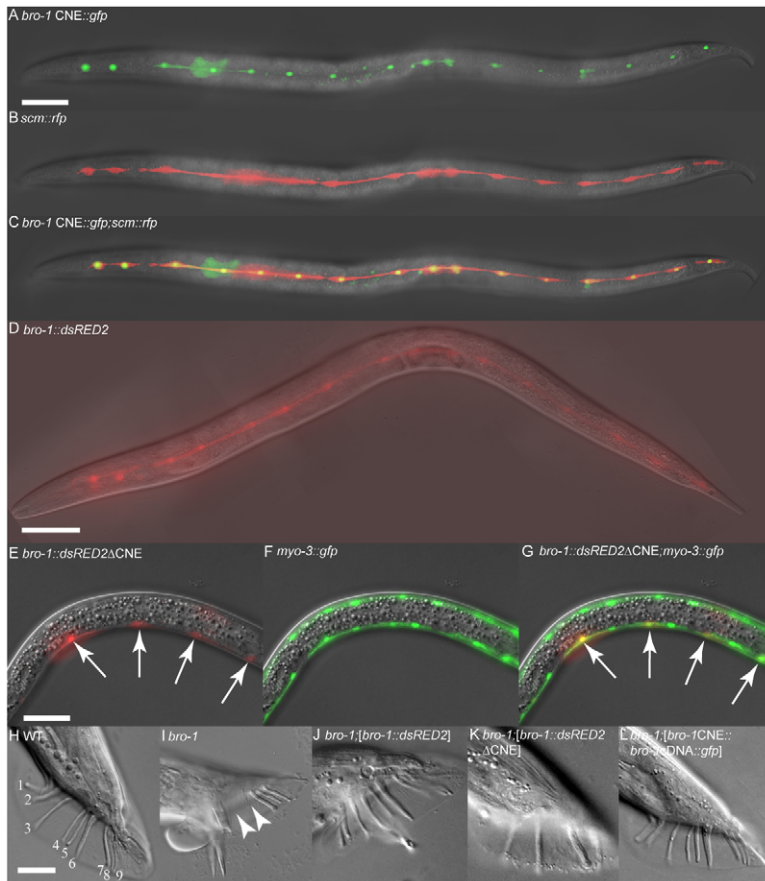 A bro-1 CNE::gfp
B scm::rfp
C bro-1 CNE::gfp;scm::rfp
D bro-1::dsRED2
E bro-1::dsRED2ΔCNE
F myo-3::gfp
G bro-1::dsRED2ΔCNE;myo-3::gfp
H WT
1
2
3
4
5
6
7 8 9
I bro-1
J bro-1;[bro-1::dsRED2]
K bro-1;[bro-1::dsRED2
ΔCNE]
L bro-1;[bro-1CNE::
bro-1cDNA::gfp]